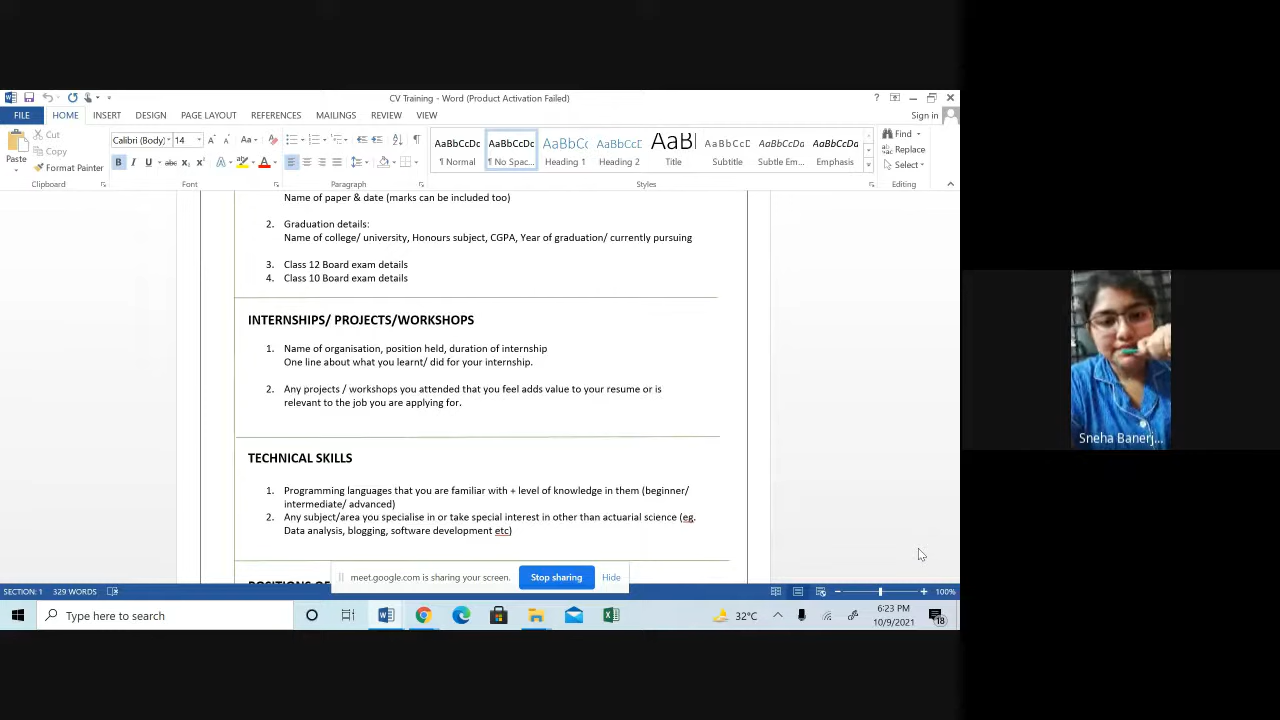 CV Training - Word (Product Activation Failed)
Sign in
FILE HOME INSERT DESIGN PAGE LAYOUT REFERENCES MAILINGS REVIEW VIEW
Cut
Copy
Format Painter
Paste
Clipboard
Calibri (Body) 14
Font
Paragraph
AaBbCcDc AaBbCcDc AaBbC AaBbCcD AaB AaBbCcD AaBbCcDa AaBbCcDa
¶ Normal ¶ No Spac... Heading 1 Heading 2 Title Subtitle Subtle Em... Emphasis
Styles
Find
Replace
Select
Editing
Name of paper & date (marks can be included too)
2. Graduation details:
Name of college/ university, Honours subject, CGPA, Year of graduation/ currently pursuing
3. Class 12 Board exam details
4. Class 10 Board exam details
INTERNSHIPS/ PROJECTS/WORKSHOPS
1. Name of organisation, position held, duration of internship
One line about what you learnt/ did for your internship.
2. Any projects / workshops you attended that you feel adds value to your resume or is
relevant to the job you are applying for.
TECHNICAL SKILLS
1. Programming languages that you are familiar with + level of knowledge in them (beginner/
intermediate/ advanced)
2. Any subject/area you specialise in or take special interest in other than actuarial science (eg.
Data analysis, blogging, software development etc)
POSITIONS OF
meet.google.com is sharing your screen. Stop sharing Hide
SECTION: 1 329 WORDS
100%
Type here to search
32°C
6:23 PM
10/9/2021
18
Sneha Banerj...